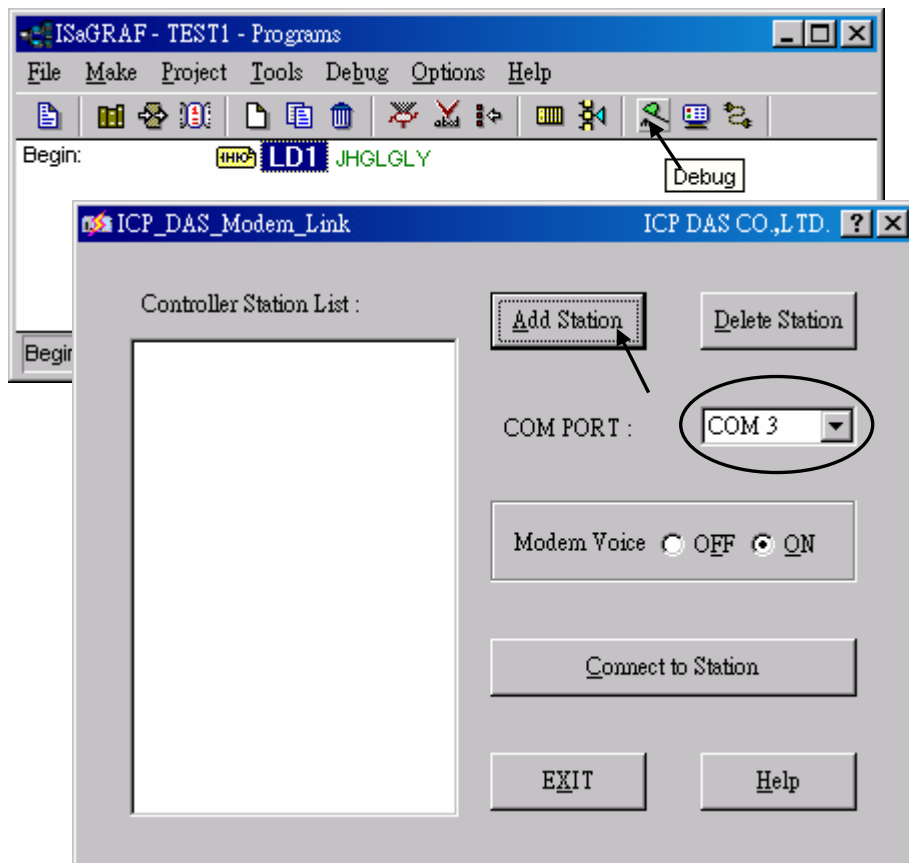 ISaGRAF - TEST1 - Programs
File Make Project Tools Debug Options Help
Begin: LD1 JHGLGLY
Debug
ICP_DAS_Modem_Link ICP DAS CO.,LTD.
Controller Station List :
Add Station Delete Station
Begin
COM PORT : COM 3
Modem Voice OFF ON
Connect to Station
EXIT Help